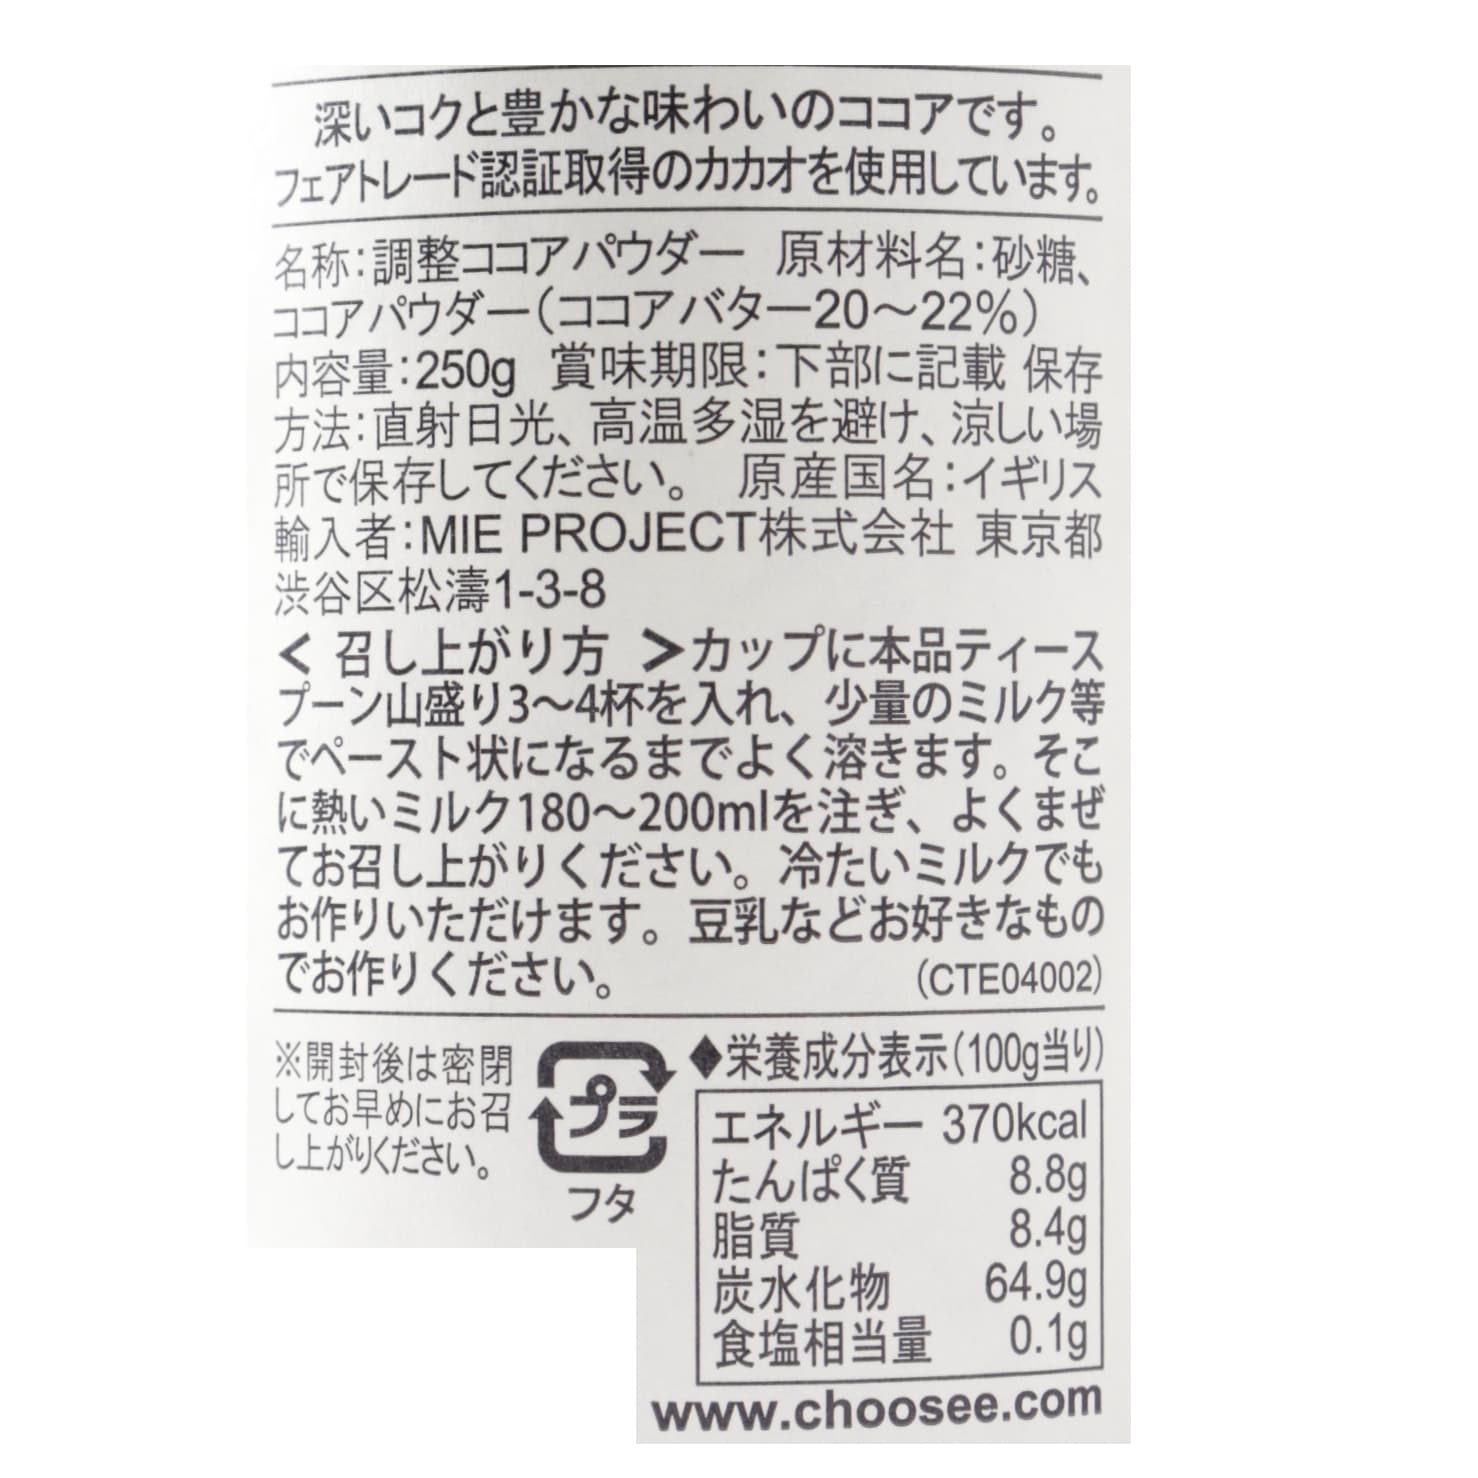 深いコクと豊かな味わいのココアです。
フェアトレード認証取得のカカオを使用しています。
名称：調整ココアパウダー 原材料名：砂糖、
ココアパウダー（ココアバター20～22%）
内容量：250g 賞味期限：下部に記載 保存
方法：直射日光、高温多湿を避け、涼しい場
所で保存してください。 原産国名：イギリス
輸入者：MIE PROJECT株式会社 東京都
渋谷区松濤1-3-8
＜ 召し上がり方 ＞カップに本品ティース
プーン山盛り3～4杯を入れ、少量のミルク等
でペースト状になるまでよく溶きます。そこ
に熱いミルク180～200mlを注ぎ、よくまぜ
てお召し上がりください。冷たいミルクでも
お作りいただけます。豆乳などお好きなもの
でお作りください。 （CTE04002）
※開封後は密閉
してお早めにお召
し上がりください。
プラ
フタ
◆栄養成分表示（100g当り）
エネルギー 370kcal
たんぱく質 8.8g
脂質 8.4g
炭水化物 64.9g
食塩相当量 0.1g
www.choosee.com